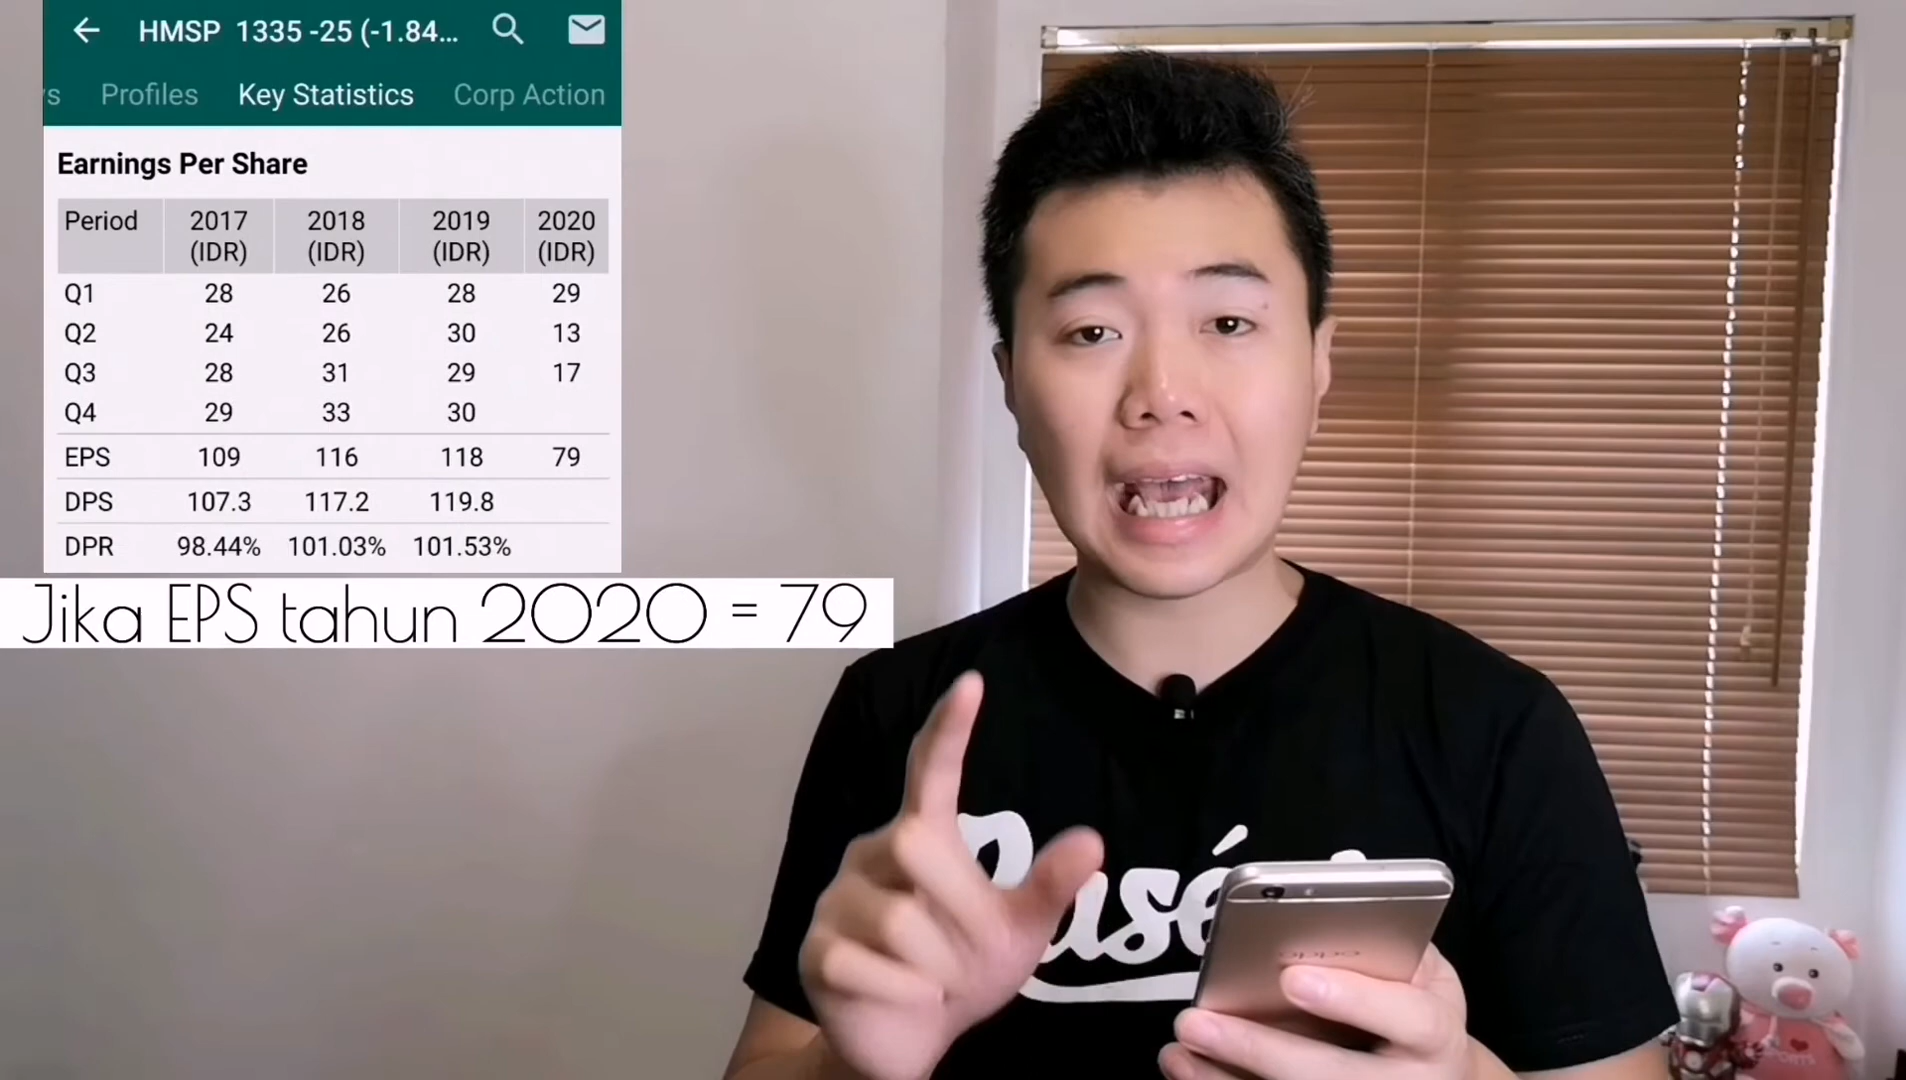 HMSP 1335 -25 (-1.84...
s Profiles Key Statistics Corp Action
Earnings Per Share
Period 2017 (IDR) 2018 (IDR) 2019 (IDR) 2020 (IDR)
Q1 28 26 28 29
Q2 24 26 30 13
Q3 28 31 29 17
Q4 29 33 30
EPS 109 116 118 79
DPS 107.3 117.2 119.8
DPR 98.44% 101.03% 101.53%
Jika EPS tahun 2020 = 79
oppo